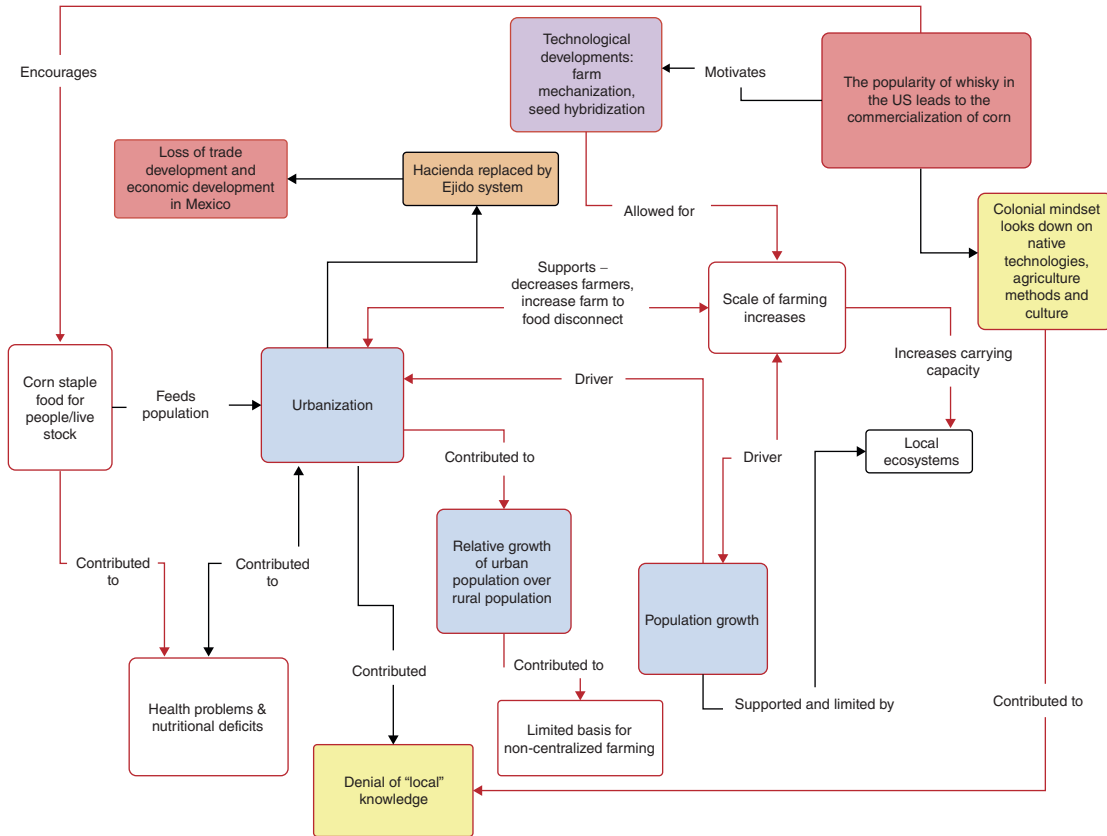 Encourages
Technological
developments:
farm
mechanization,
seed hybridization
Motivates
The popularity of whisky in
the US leads to the
commercialization of corn
Loss of trade
development and
economic development
in Mexico
Hacienda replaced by
Ejido system
Allowed for
Colonial mindset
looks down on
native
technologies,
agriculture
methods and
culture
Supports –
decreases farmers,
increase farm to
food disconnect
Scale of farming
increases
Increases carrying
capacity
Corn staple
food for
people/live
stock
Feeds
population
Urbanization
Driver
Contributed to
Driver
Local
ecosystems
Contributed
to
Contributed
to
Relative growth
of urban
population over
rural population
Population growth
Contributed
Contributed to
Supported and limited by
Contributed to
Health problems &
nutritional deficits
Limited basis for
non-centralized farming
Denial of “local”
knowledge